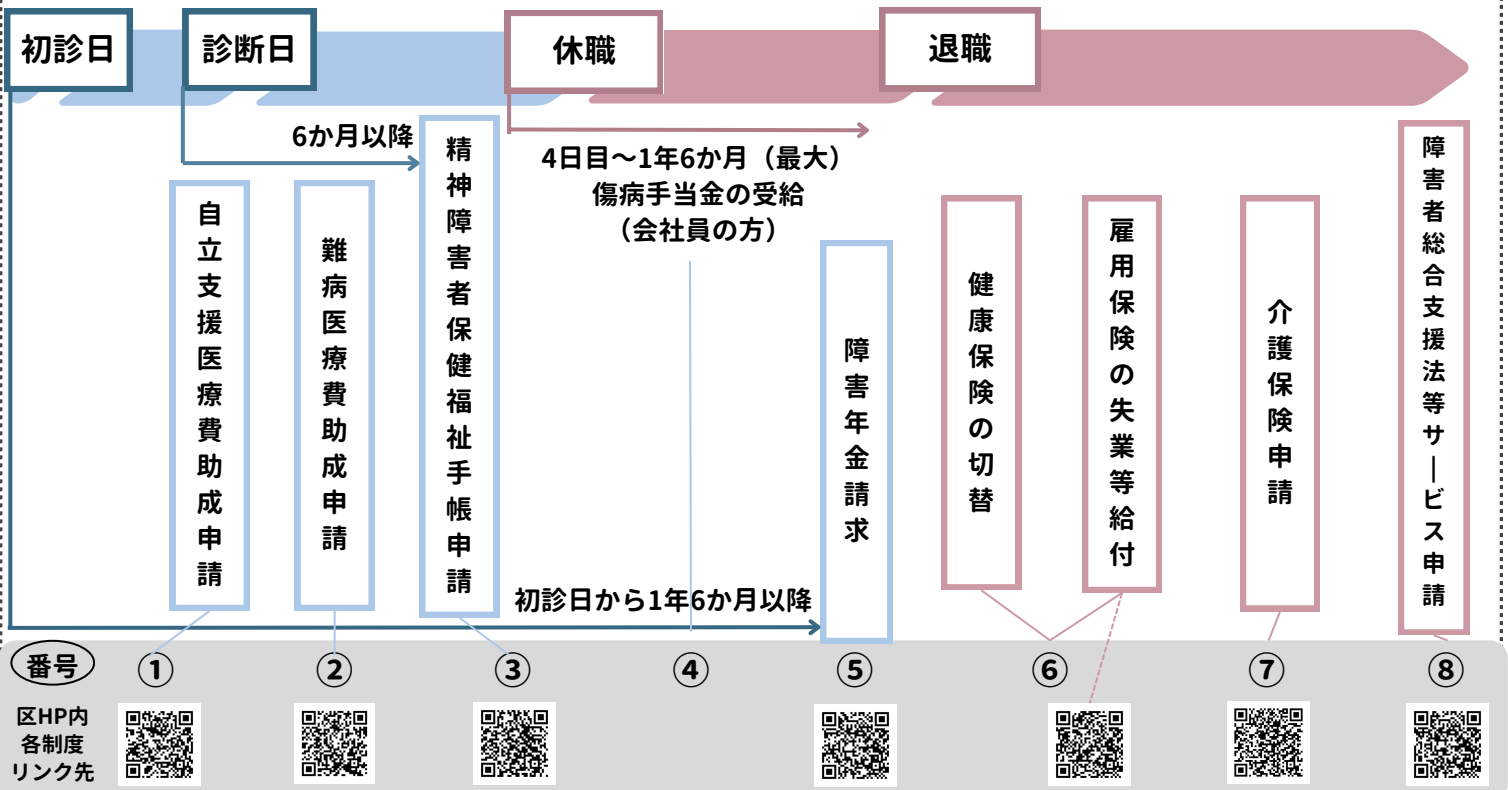 初診日
診断日
休職
退職
6か月以降
4日目～1年6か月（最大）
傷病手当金の受給
（会社員の方）
自立支援医療費助成申請
難病医療費助成申請
精神障害者保健福祉手帳申請
障害年金請求
健康保険の切替
雇用保険の失業等給付
介護保険申請
障害者総合支援法等サービス申請
初診日から1年6か月以降
番号
①
②
③
④
⑤
⑥
⑦
⑧
区HP内
各制度
リンク先